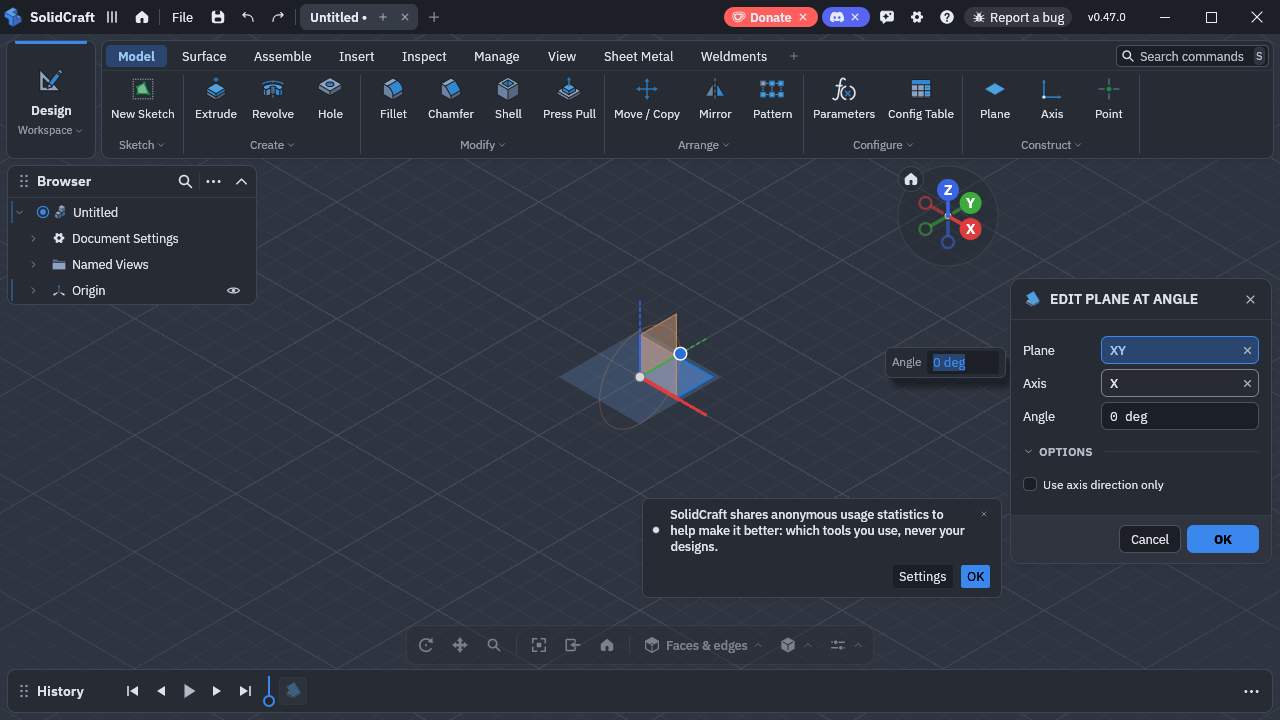 SolidCraft
File
Untitled •
Donate
Report a bug
v0.47.0
Design
Workspace
Model
Surface
Assemble
Insert
Inspect
Manage
View
Sheet Metal
Weldments
Search commands
S
New Sketch
Extrude
Revolve
Hole
Fillet
Chamfer
Shell
Press Pull
Move / Copy
Mirror
Pattern
Parameters
Config Table
Plane
Axis
Point
Sketch
Create
Modify
Arrange
Configure
Construct
Browser
Untitled
Document Settings
Named Views
Origin
Z
Y
X
Angle
0 deg
EDIT PLANE AT ANGLE
Plane
XY
Axis
X
Angle
0 deg
OPTIONS
Use axis direction only
Cancel
OK
SolidCraft shares anonymous usage statistics to
help make it better: which tools you use, never your
designs.
Settings
OK
Faces & edges
History